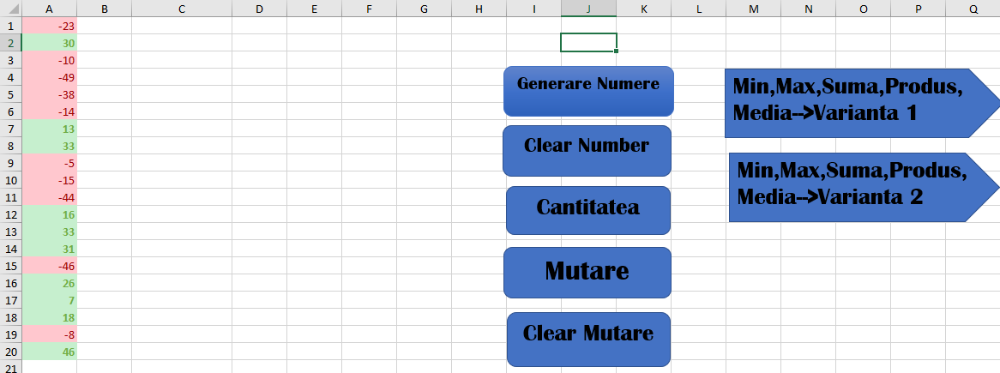 A B C D E F G H I J K L M N O P Q
1 -23
2 30
3 -10
4 -49
5 -38
6 -14
7 13
8 33
9 -5
10 -15
11 -44
12 16
13 33
14 31
15 -46
16 26
17 7
18 18
19 -8
20 46
21
Generare Numere
Clear Number
Cantitatea
Mutare
Clear Mutare
Min,Max,Suma,Produs,
Media-->Varianta 1
Min,Max,Suma,Produs,
Media-->Varianta 2